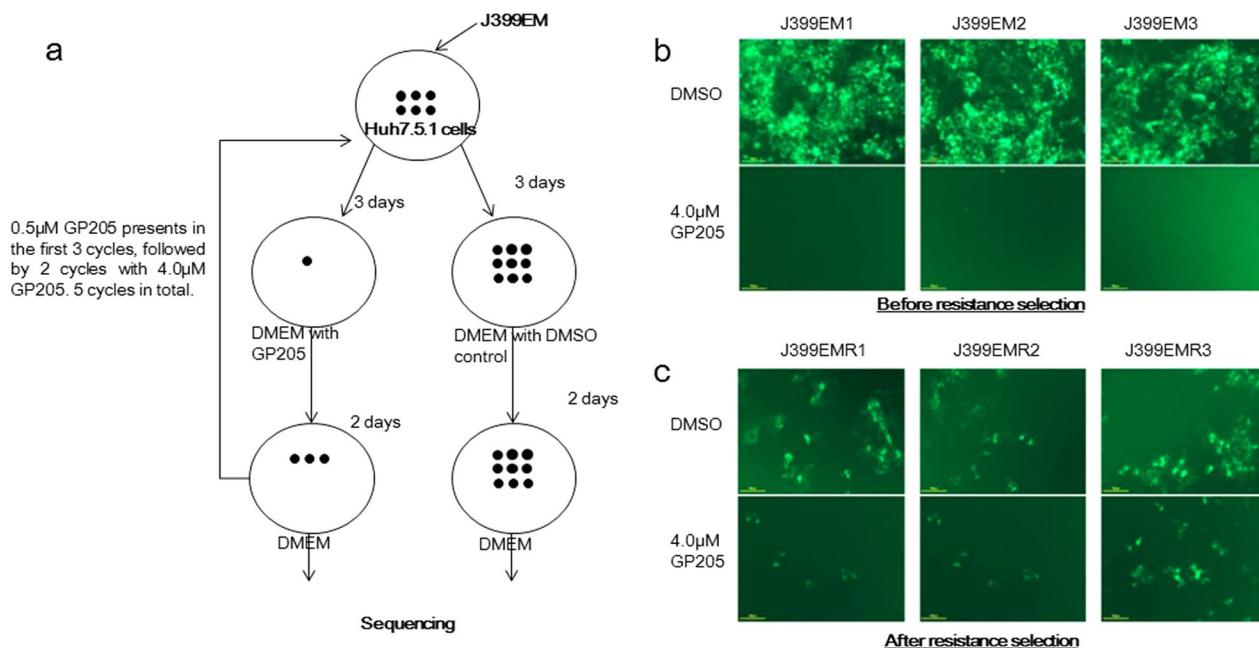 a
J399EM
Huh7.5.1 cells
3 days
3 days
0.5µM GP205 presents in
the first 3 cycles, followed
by 2 cycles with 4.0µM
GP205. 5 cycles in total.
DMEM with
GP205
DMEM with DMSO
control
2 days
2 days
DMEM
DMEM
Sequencing
b
J399EM1
J399EM2
J399EM3
DMSO
4.0µM
GP205
Before resistance selection
c
J399EMR1
J399EMR2
J399EMR3
DMSO
4.0µM
GP205
After resistance selection